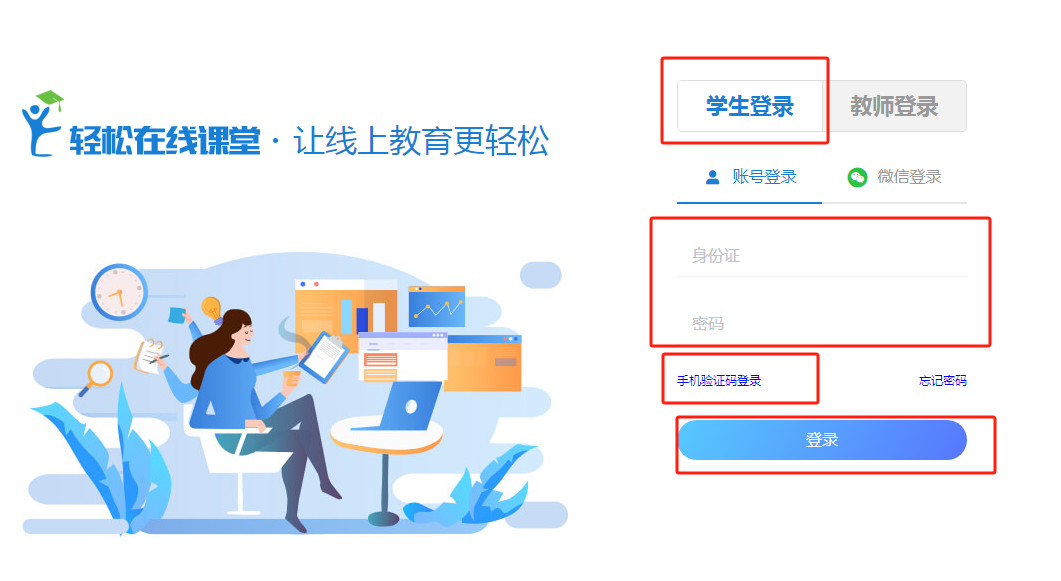 轻松在线课堂·让线上教育更轻松
学生登录 教师登录
账号登录 微信登录
身份证
密码
手机验证码登录 忘记密码
登录